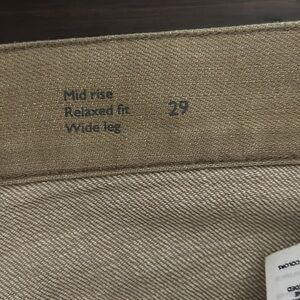 Mid rise
Relaxed fit
Wide leg
29